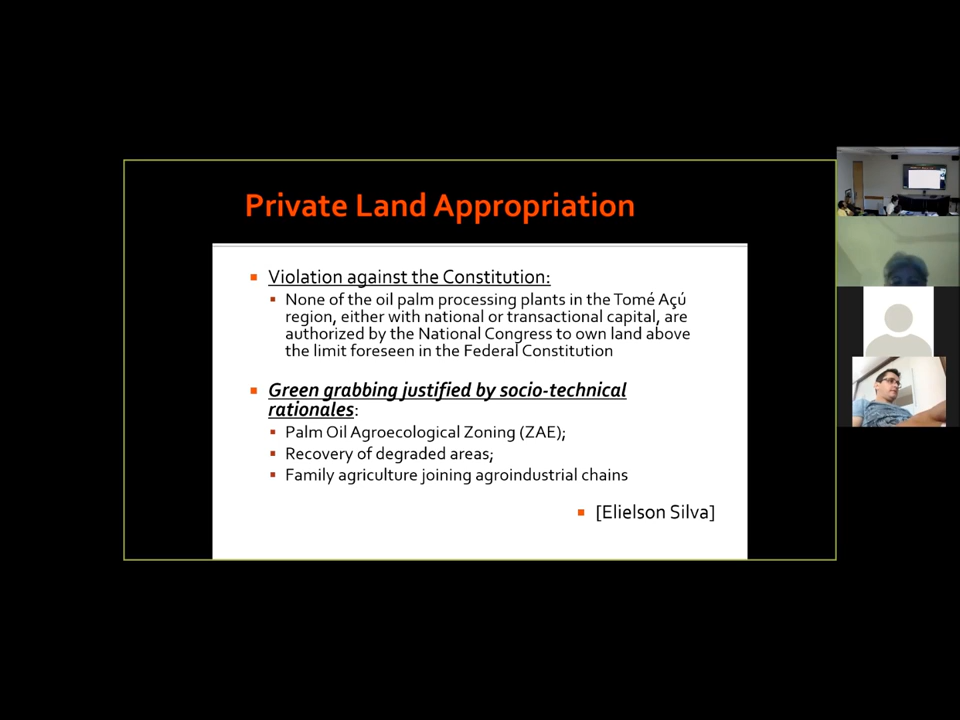 Private Land Appropriation
Violation against the Constitution:
None of the oil palm processing plants in the Tomé Açú
region, either with national or transactional capital, are
authorized by the National Congress to own land above
the limit foreseen in the Federal Constitution
Green grabbing justified by socio-technical
rationales:
Palm Oil Agroecological Zoning (ZAE);
Recovery of degraded areas;
Family agriculture joining agroindustrial chains
[Elielson Silva]